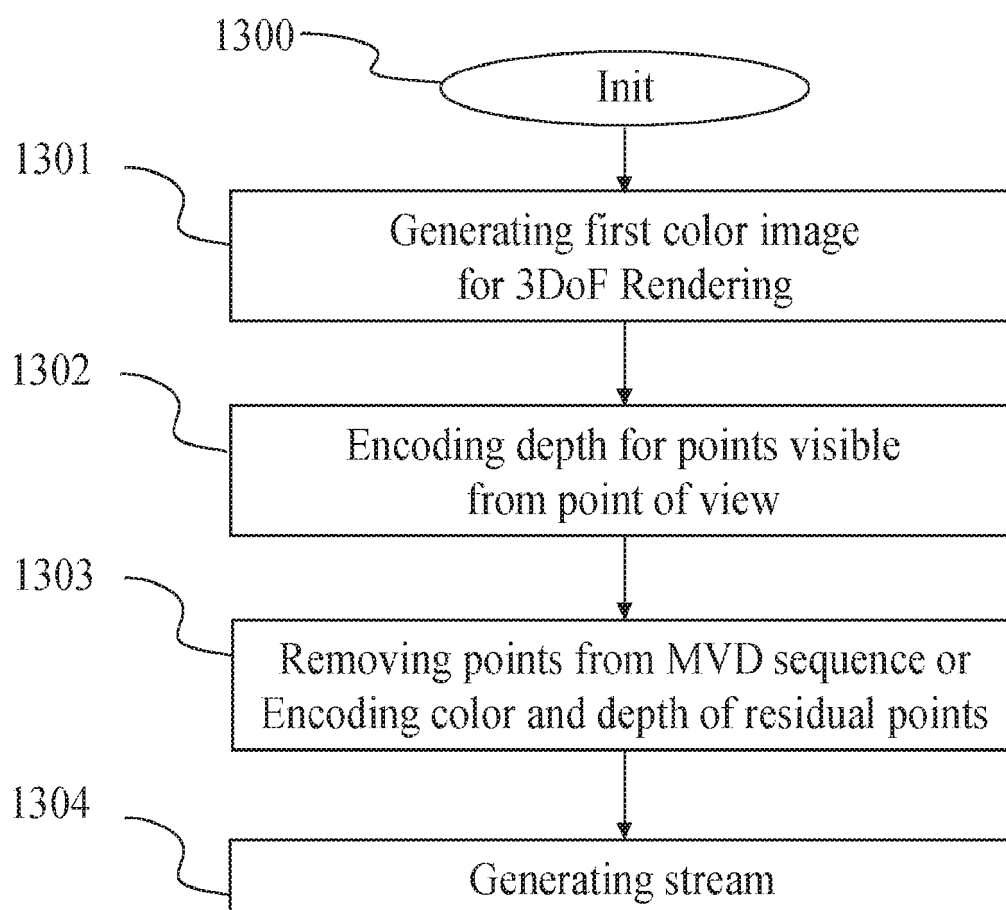 1300
Init
1301
Generating first color image
for 3DoF Rendering
1302
Encoding depth for points visible
from point of view
1303
Removing points from MVD sequence or
Encoding color and depth of residual points
1304
Generating stream